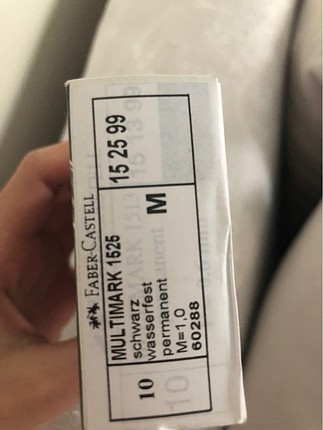 FABER-CASTELL
10
MULTIMARK 1525
schwarz
wasserfest
permanent
M=1,0
60288
15 25 99
M